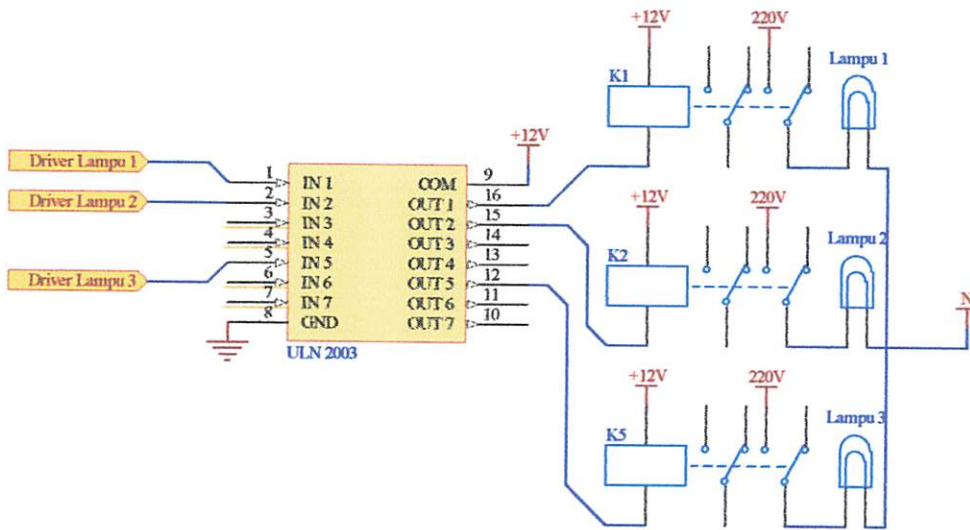 +12V
220V
K1
Lampu 1
Driver Lampu 1
Driver Lampu 2
Driver Lampu 3
1
2
3
4
5
6
7
8
IN 1
IN 2
IN 3
IN 4
IN 5
IN 6
IN 7
GND
COM
OUT 1
OUT 2
OUT 3
OUT 4
OUT 5
OUT 6
OUT 7
9
16
15
14
13
12
11
10
+12V
ULN 2003
+12V
220V
K2
Lampu 2
N
+12V
220V
K5
Lampu 3